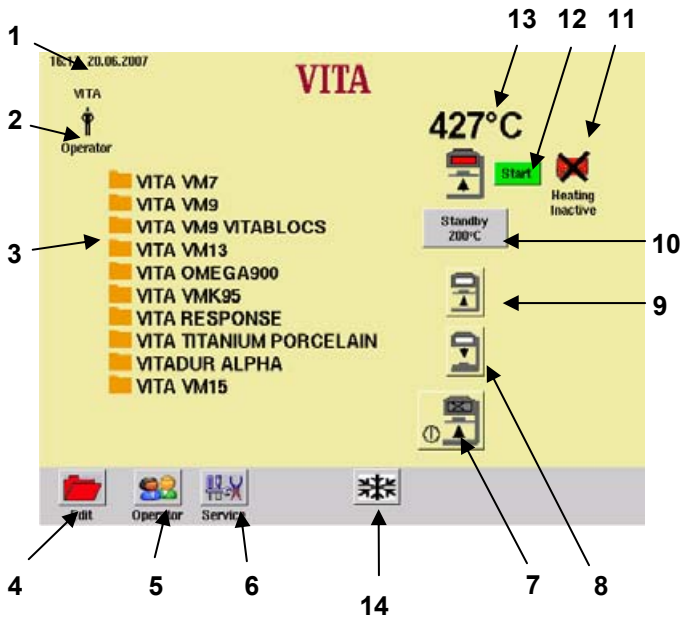 13 12 11
1
20.06.2007
VITA
VITA
2
Operator
427°C
Start
Heating
Inactive
VITA VM7
VITA VM9
VITA VM9 VITABLOCS
VITA VM13
VITA OMEGA900
VITA VMK95
VITA RESPONSE
VITA TITANIUM PORCELAIN
VITADUR ALPHA
VITA VM15
3
Standby
200°C
10
9
Edit
Operator
Service
4
5
6
14
7
8